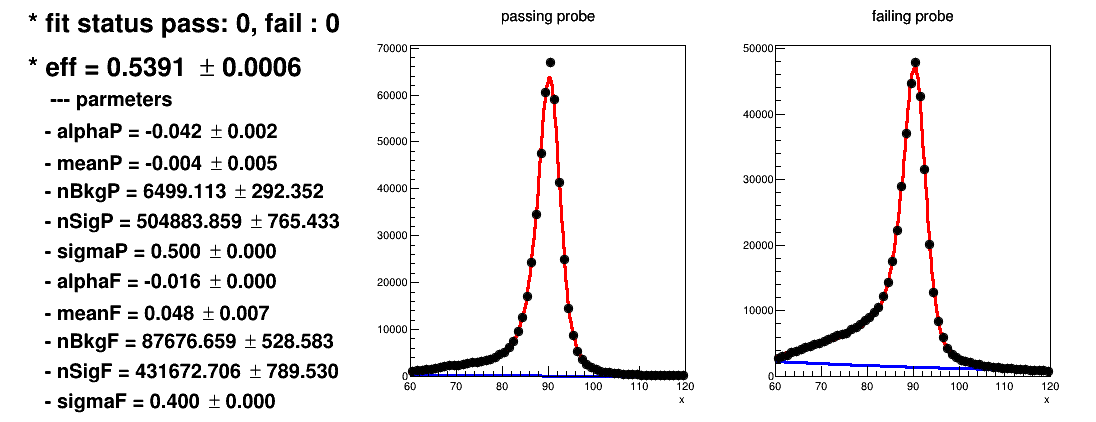 * fit status pass: 0, fail : 0
* eff = 0.5391 ± 0.0006
--- parmeters
- alphaP = -0.042 ± 0.002
- meanP = -0.004 ± 0.005
- nBkgP = 6499.113 ± 292.352
- nSigP = 504883.859 ± 765.433
- sigmaP = 0.500 ± 0.000
- alphaF = -0.016 ± 0.000
- meanF = 0.048 ± 0.007
- nBkgF = 87676.659 ± 528.583
- nSigF = 431672.706 ± 789.530
- sigmaF = 0.400 ± 0.000
passing probe
70000
60000
50000
40000
30000
20000
10000
0
60 70 80 90 100 110 120
x
failing probe
50000
40000
30000
20000
10000
0
60 70 80 90 100 110 120
x